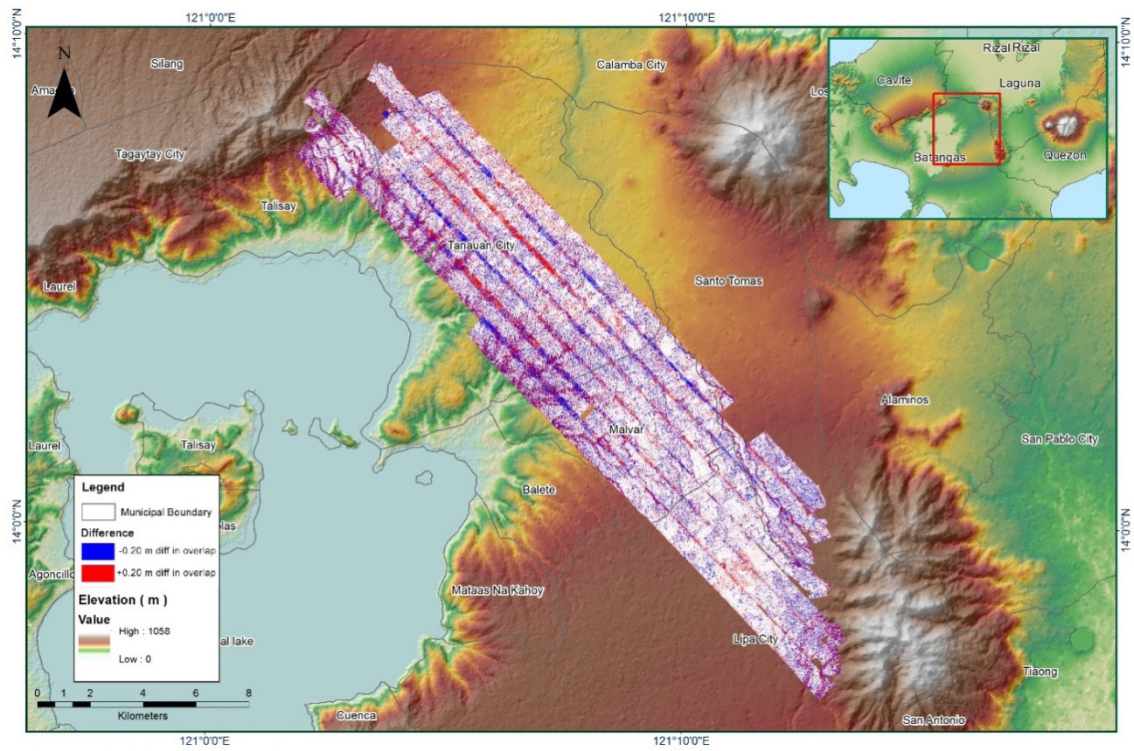 121°0'0"E
121°10'0"E
14°10'0"N
14°10'0"N
N
Silang
Calamba City
Los
Tagaytay City
Talisay
Tanauan City
Laurel
Santo Tomas
Rizal Rizal
Cavite
Laguna
Batangas
Quezon
Alaminos
San Pablo City
Malvar
Laurel
Talisay
Balete
14°0'0"N
14°0'0"N
Agoncillo
Mataas Na Kahoy
Lipa City
Tiaong
Cuenca
San Antonio
Legend
Municipal Boundary
Difference
-0.20 m diff in overlap
+0.20 m diff in overlap
Elevation ( m )
Value
High : 1058
Low : 0
al lake
0 1 2 4 6 8
Kilometers
121°0'0"E
121°10'0"E